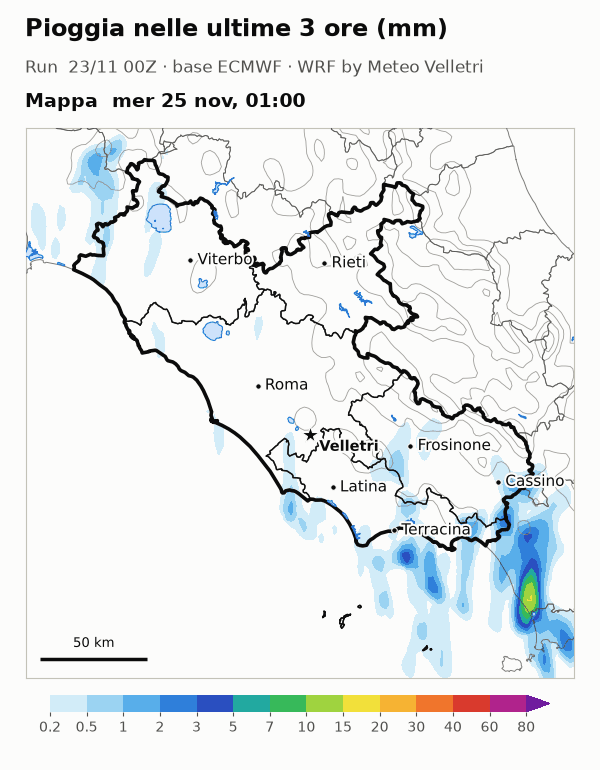 Pioggia nelle ultime 3 ore (mm)
Run  23/11 00Z · base ECMWF · WRF by Meteo Velletri
Mappa  mer 25 nov, 01:00
Viterbo
Rieti
Roma
Velletri
Frosinone
Cassino
Latina
Terracina
50 km
0.2 0.5 1 2 3 5 7 10 15 20 30 40 60 80